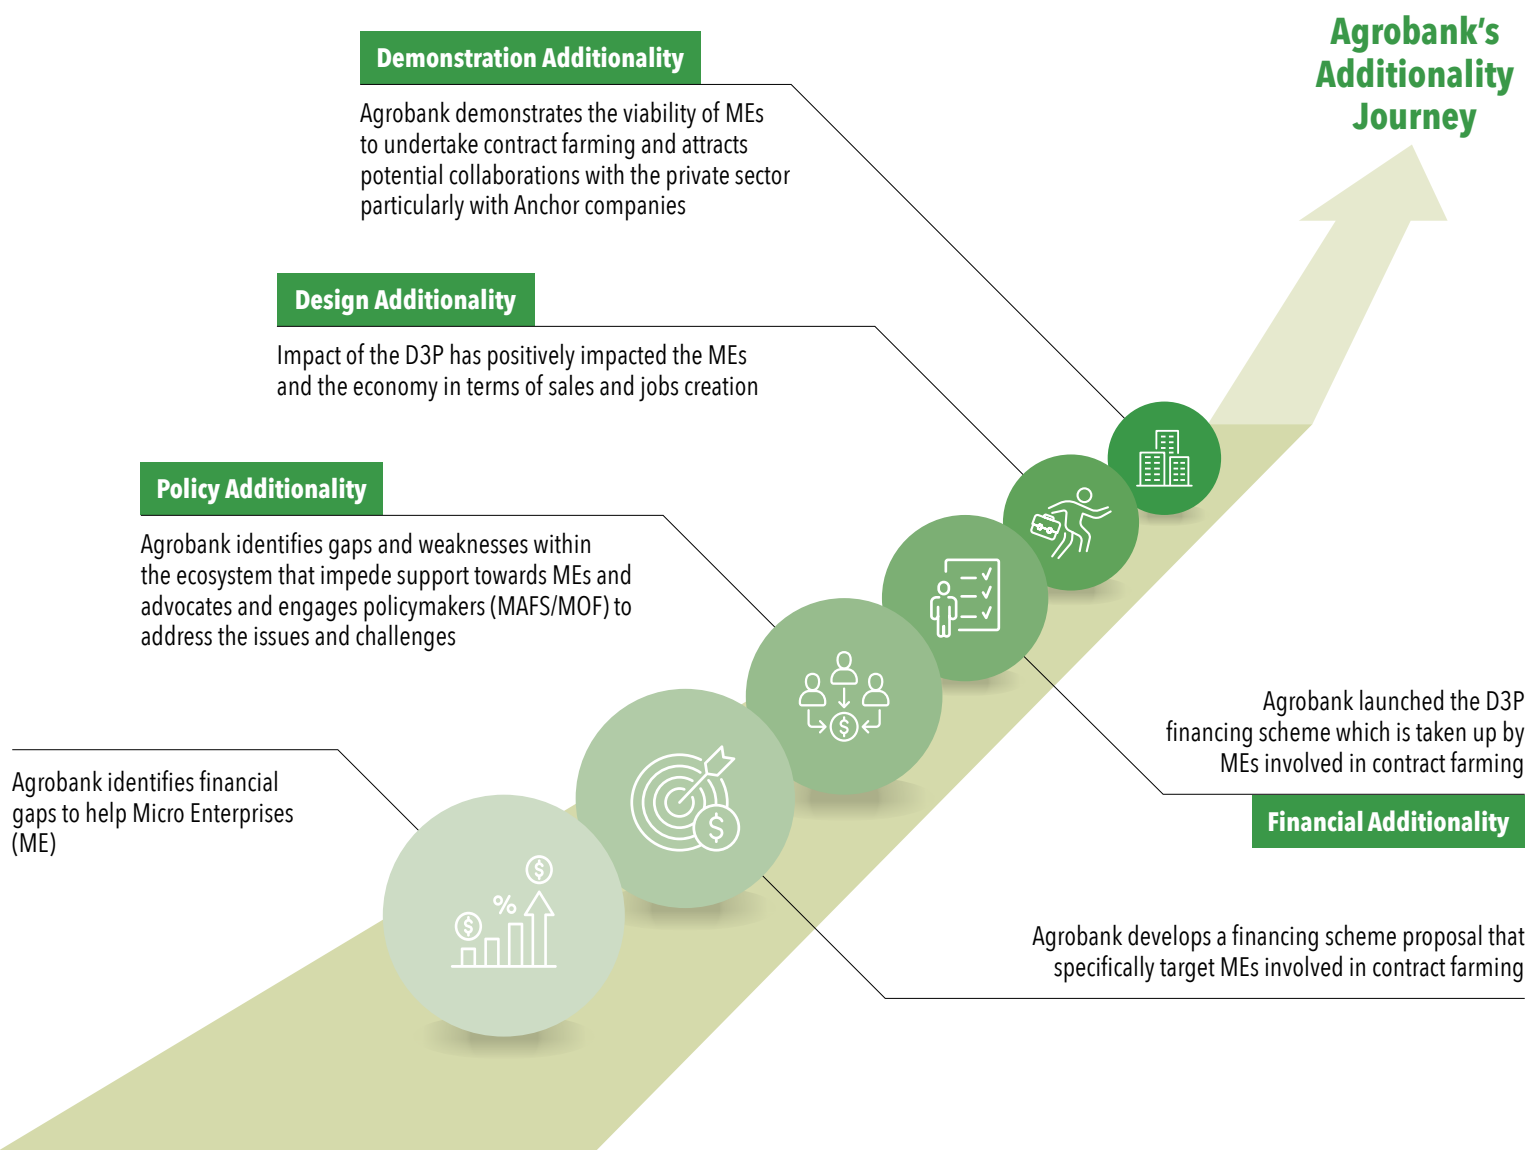 Agrobank‘s
Additionality
Journey
Demonstration Additionality
Agrobank demonstrates the viability of MEs
to undertake contract farming and attracts
potential collaborations with the private sector
particularly with Anchor companies
Design Additionality
Impact of the D3P has positively impacted the MEs
and the economy in terms of sales and jobs creation
Policy Additionality
Agrobank identifies gaps and weaknesses within
the ecosystem that impede support towards MEs and
advocates and engages policymakers (MAFS/MOF) to
address the issues and challenges
Agrobank identifies financial
gaps to help Micro Enterprises
(ME)
$
%
$
$
$
Agrobank launched the D3P
financing scheme which is taken up by
MEs involved in contract farming
Financial Additionality
Agrobank develops a financing scheme proposal that
specifically target MEs involved in contract farming